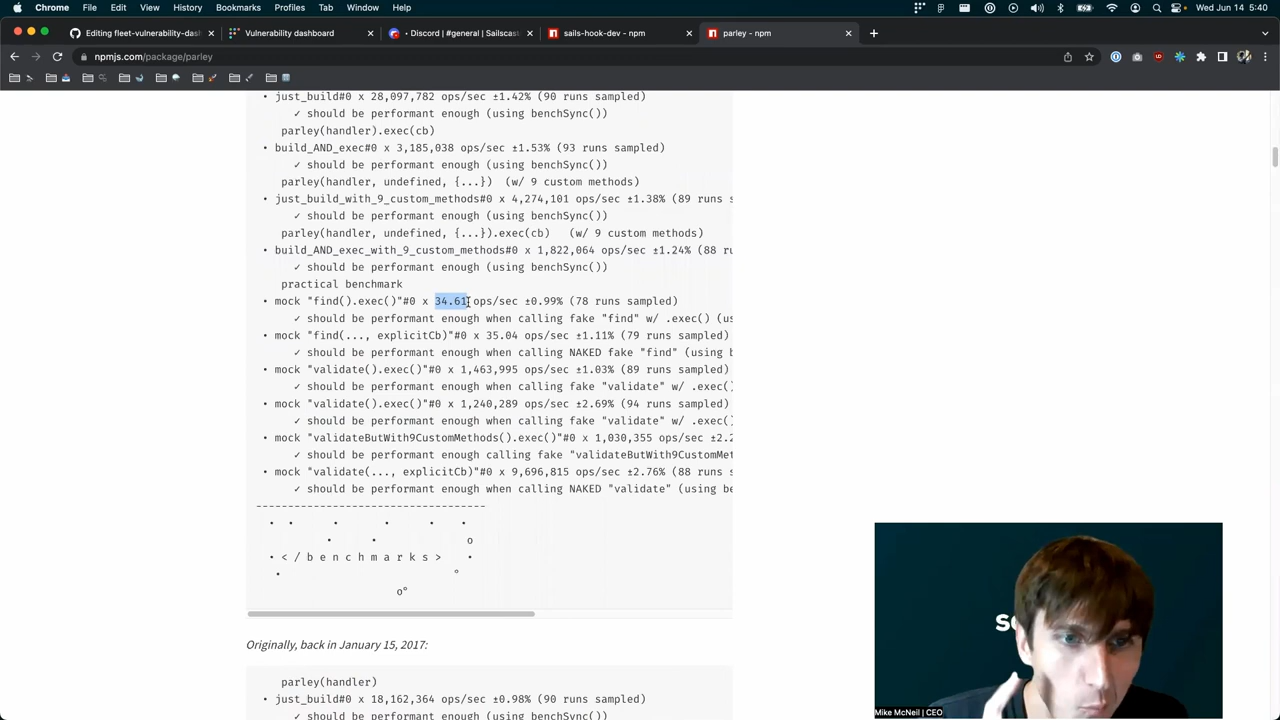 Chrome File Edit View History Bookmarks Profiles Tab Window Help Wed Jun 14 5:40
Editing fleet-vulnerability-das Vulnerability dashboard Discord | #general | Sailscas sails-hook-dev - npm parley - npm
npmjs.com/package/parley
• just_build#0 x 28,097,782 ops/sec ±1.42% (90 runs sampled)
✓ should be performant enough (using benchSync())
parley(handler).exec(cb)
• build_AND_exec#0 x 3,185,038 ops/sec ±1.53% (93 runs sampled)
✓ should be performant enough (using benchSync())
parley(handler, undefined, {...}) (w/ 9 custom methods)
• just_build_with_9_custom_methods#0 x 4,274,101 ops/sec ±1.38% (89 runs s
✓ should be performant enough (using benchSync())
parley(handler, undefined, {...}).exec(cb) (w/ 9 custom methods)
• build_AND_exec_with_9_custom_methods#0 x 1,822,064 ops/sec ±1.24% (88 ru
✓ should be performant enough (using benchSync())
practical benchmark
• mock "find().exec()"#0 x 34.61 ops/sec ±0.99% (78 runs sampled)
✓ should be performant enough when calling fake "find" w/ .exec() (us
• mock "find(..., explicitCb)"#0 x 35.04 ops/sec ±1.11% (79 runs sampled)
✓ should be performant enough when calling NAKED fake "find" (using b
• mock "validate().exec()"#0 x 1,463,995 ops/sec ±1.03% (89 runs sampled)
✓ should be performant enough when calling fake "validate" w/ .exec()
• mock "validate().exec()"#0 x 1,240,289 ops/sec ±2.69% (94 runs sampled)
✓ should be performant enough when calling fake "validate" w/ .exec()
• mock "validateButWith9CustomMethods().exec()"#0 x 1,030,355 ops/sec ±2.2
✓ should be performant enough calling fake "validateButWith9CustomMet
• mock "validate(..., explicitCb)"#0 x 9,696,815 ops/sec ±2.76% (88 runs s
✓ should be performant enough when calling NAKED "validate" (using be
------------------------------------
• • • • • •
• • o
• < / b e n c h m a r k s > •
• °
o°
Originally, back in January 15, 2017:
parley(handler)
• just_build#0 x 18,162,364 ops/sec ±0.98% (90 runs sampled)
✓ should be performant enough (using benchSync())
Mike McNeil | CEO